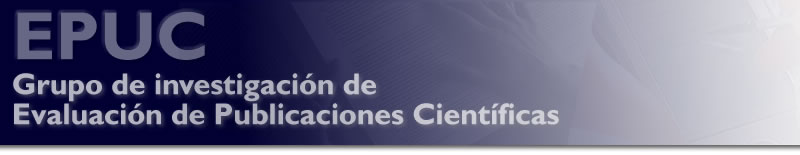 EPUC
Grupo de investigación de
Evaluación de Publicaciones Científicas